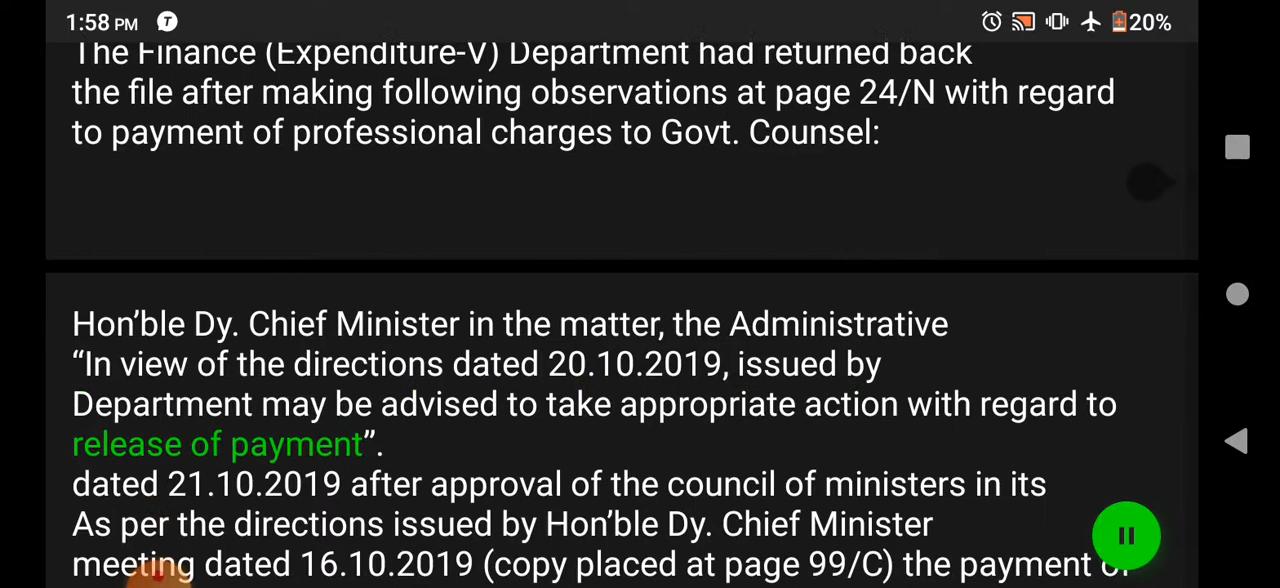 1:58 PM
20%
The Finance (Expenditure-V) Department had returned back
the file after making following observations at page 24/N with regard
to payment of professional charges to Govt. Counsel:
Hon’ble Dy. Chief Minister in the matter, the Administrative
“In view of the directions dated 20.10.2019, issued by
Department may be advised to take appropriate action with regard to
release of payment”.
dated 21.10.2019 after approval of the council of ministers in its
As per the directions issued by Hon’ble Dy. Chief Minister
meeting dated 16.10.2019 (copy placed at page 99/C) the payment of